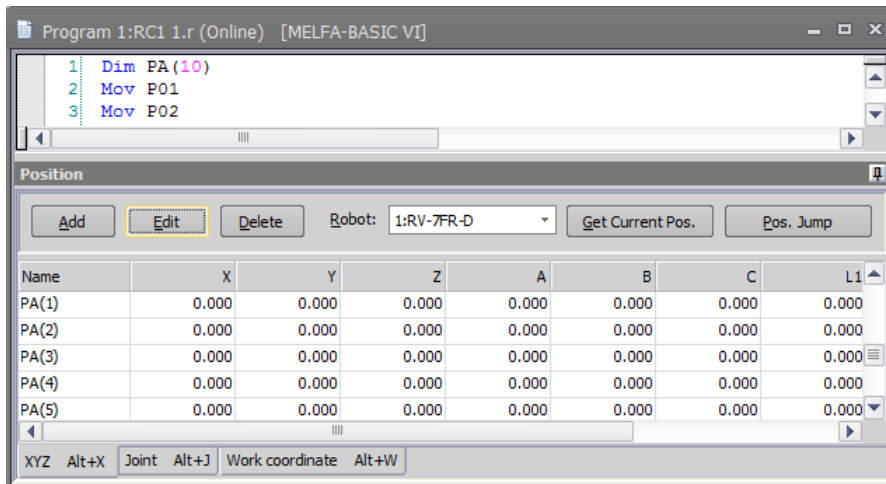 Program 1:RC1 1.r (Online) [MELFA-BASIC VI]
1 Dim PA(10)
2 Mov P01
3 Mov P02
Position
Add Edit Delete Robot: 1:RV-7FR-D Get Current Pos. Pos. Jump
Name X Y Z A B C L1
PA(1) 0.000 0.000 0.000 0.000 0.000 0.000 0.000
PA(2) 0.000 0.000 0.000 0.000 0.000 0.000 0.000
PA(3) 0.000 0.000 0.000 0.000 0.000 0.000 0.000
PA(4) 0.000 0.000 0.000 0.000 0.000 0.000 0.000
PA(5) 0.000 0.000 0.000 0.000 0.000 0.000 0.000
XYZ Alt+X Joint Alt+J Work coordinate Alt+W